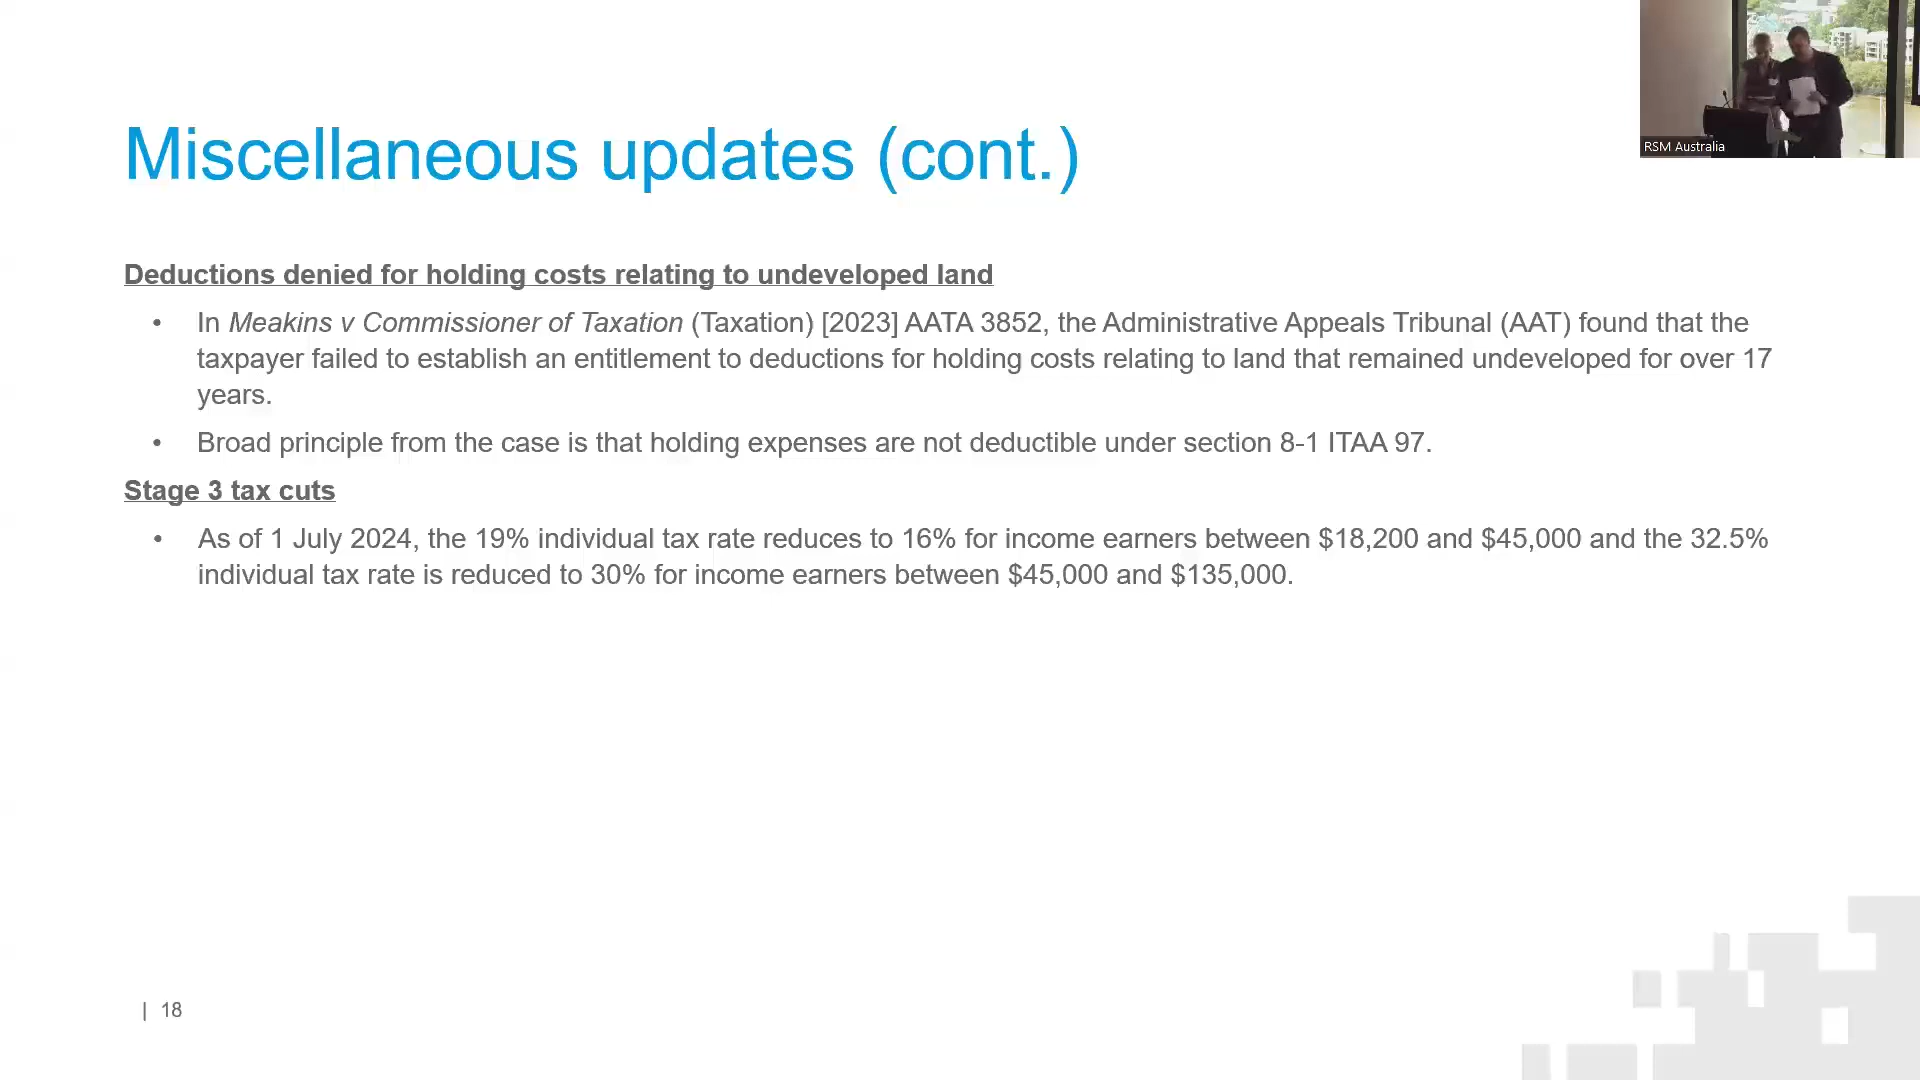 RSM Australia
Miscellaneous updates (cont.)
Deductions denied for holding costs relating to undeveloped land
• In Meakins v Commissioner of Taxation (Taxation) [2023] AATA 3852, the Administrative Appeals Tribunal (AAT) found that the
taxpayer failed to establish an entitlement to deductions for holding costs relating to land that remained undeveloped for over 17
years.
• Broad principle from the case is that holding expenses are not deductible under section 8-1 ITAA 97.
Stage 3 tax cuts
• As of 1 July 2024, the 19% individual tax rate reduces to 16% for income earners between $18,200 and $45,000 and the 32.5%
individual tax rate is reduced to 30% for income earners between $45,000 and $135,000.
| 18